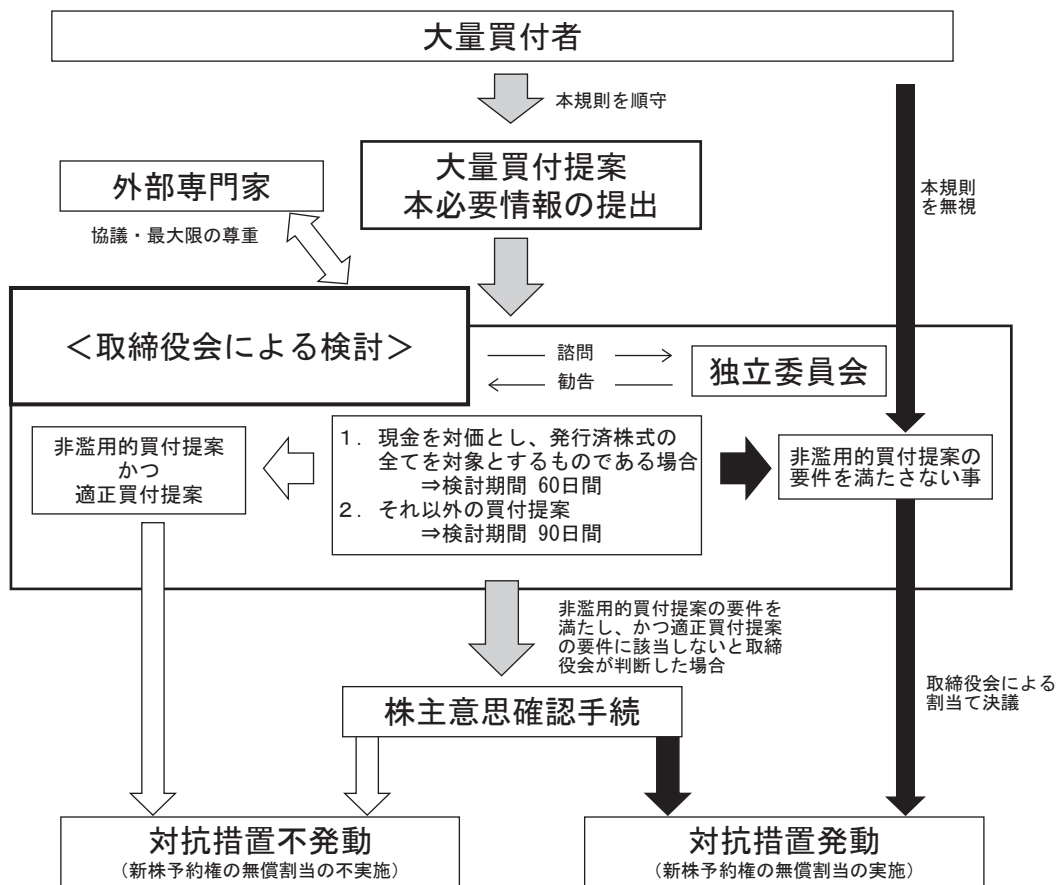 大量買付者
本規則を順守
大量買付提案
本必要情報の提出
本規則
を無視
外部専門家
協議・最大限の尊重
＜取締役会による検討＞
諮問
勧告
独立委員会
非濫用的買付提案
かつ
適正買付提案
1．現金を対価とし、発行済株式の
全てを対象とするものである場合
⇒検討期間 60日間
2．それ以外の買付提案
⇒検討期間 90日間
非濫用的買付提案の
要件を満たさない事
非濫用的買付提案の要件を
満たし、かつ適正買付提案
の要件に該当しないと取締
役会が判断した場合
株主意思確認手続
取締役会による
割当て決議
対抗措置不発動
（新株予約権の無償割当の不実施）
対抗措置発動
（新株予約権の無償割当の実施）